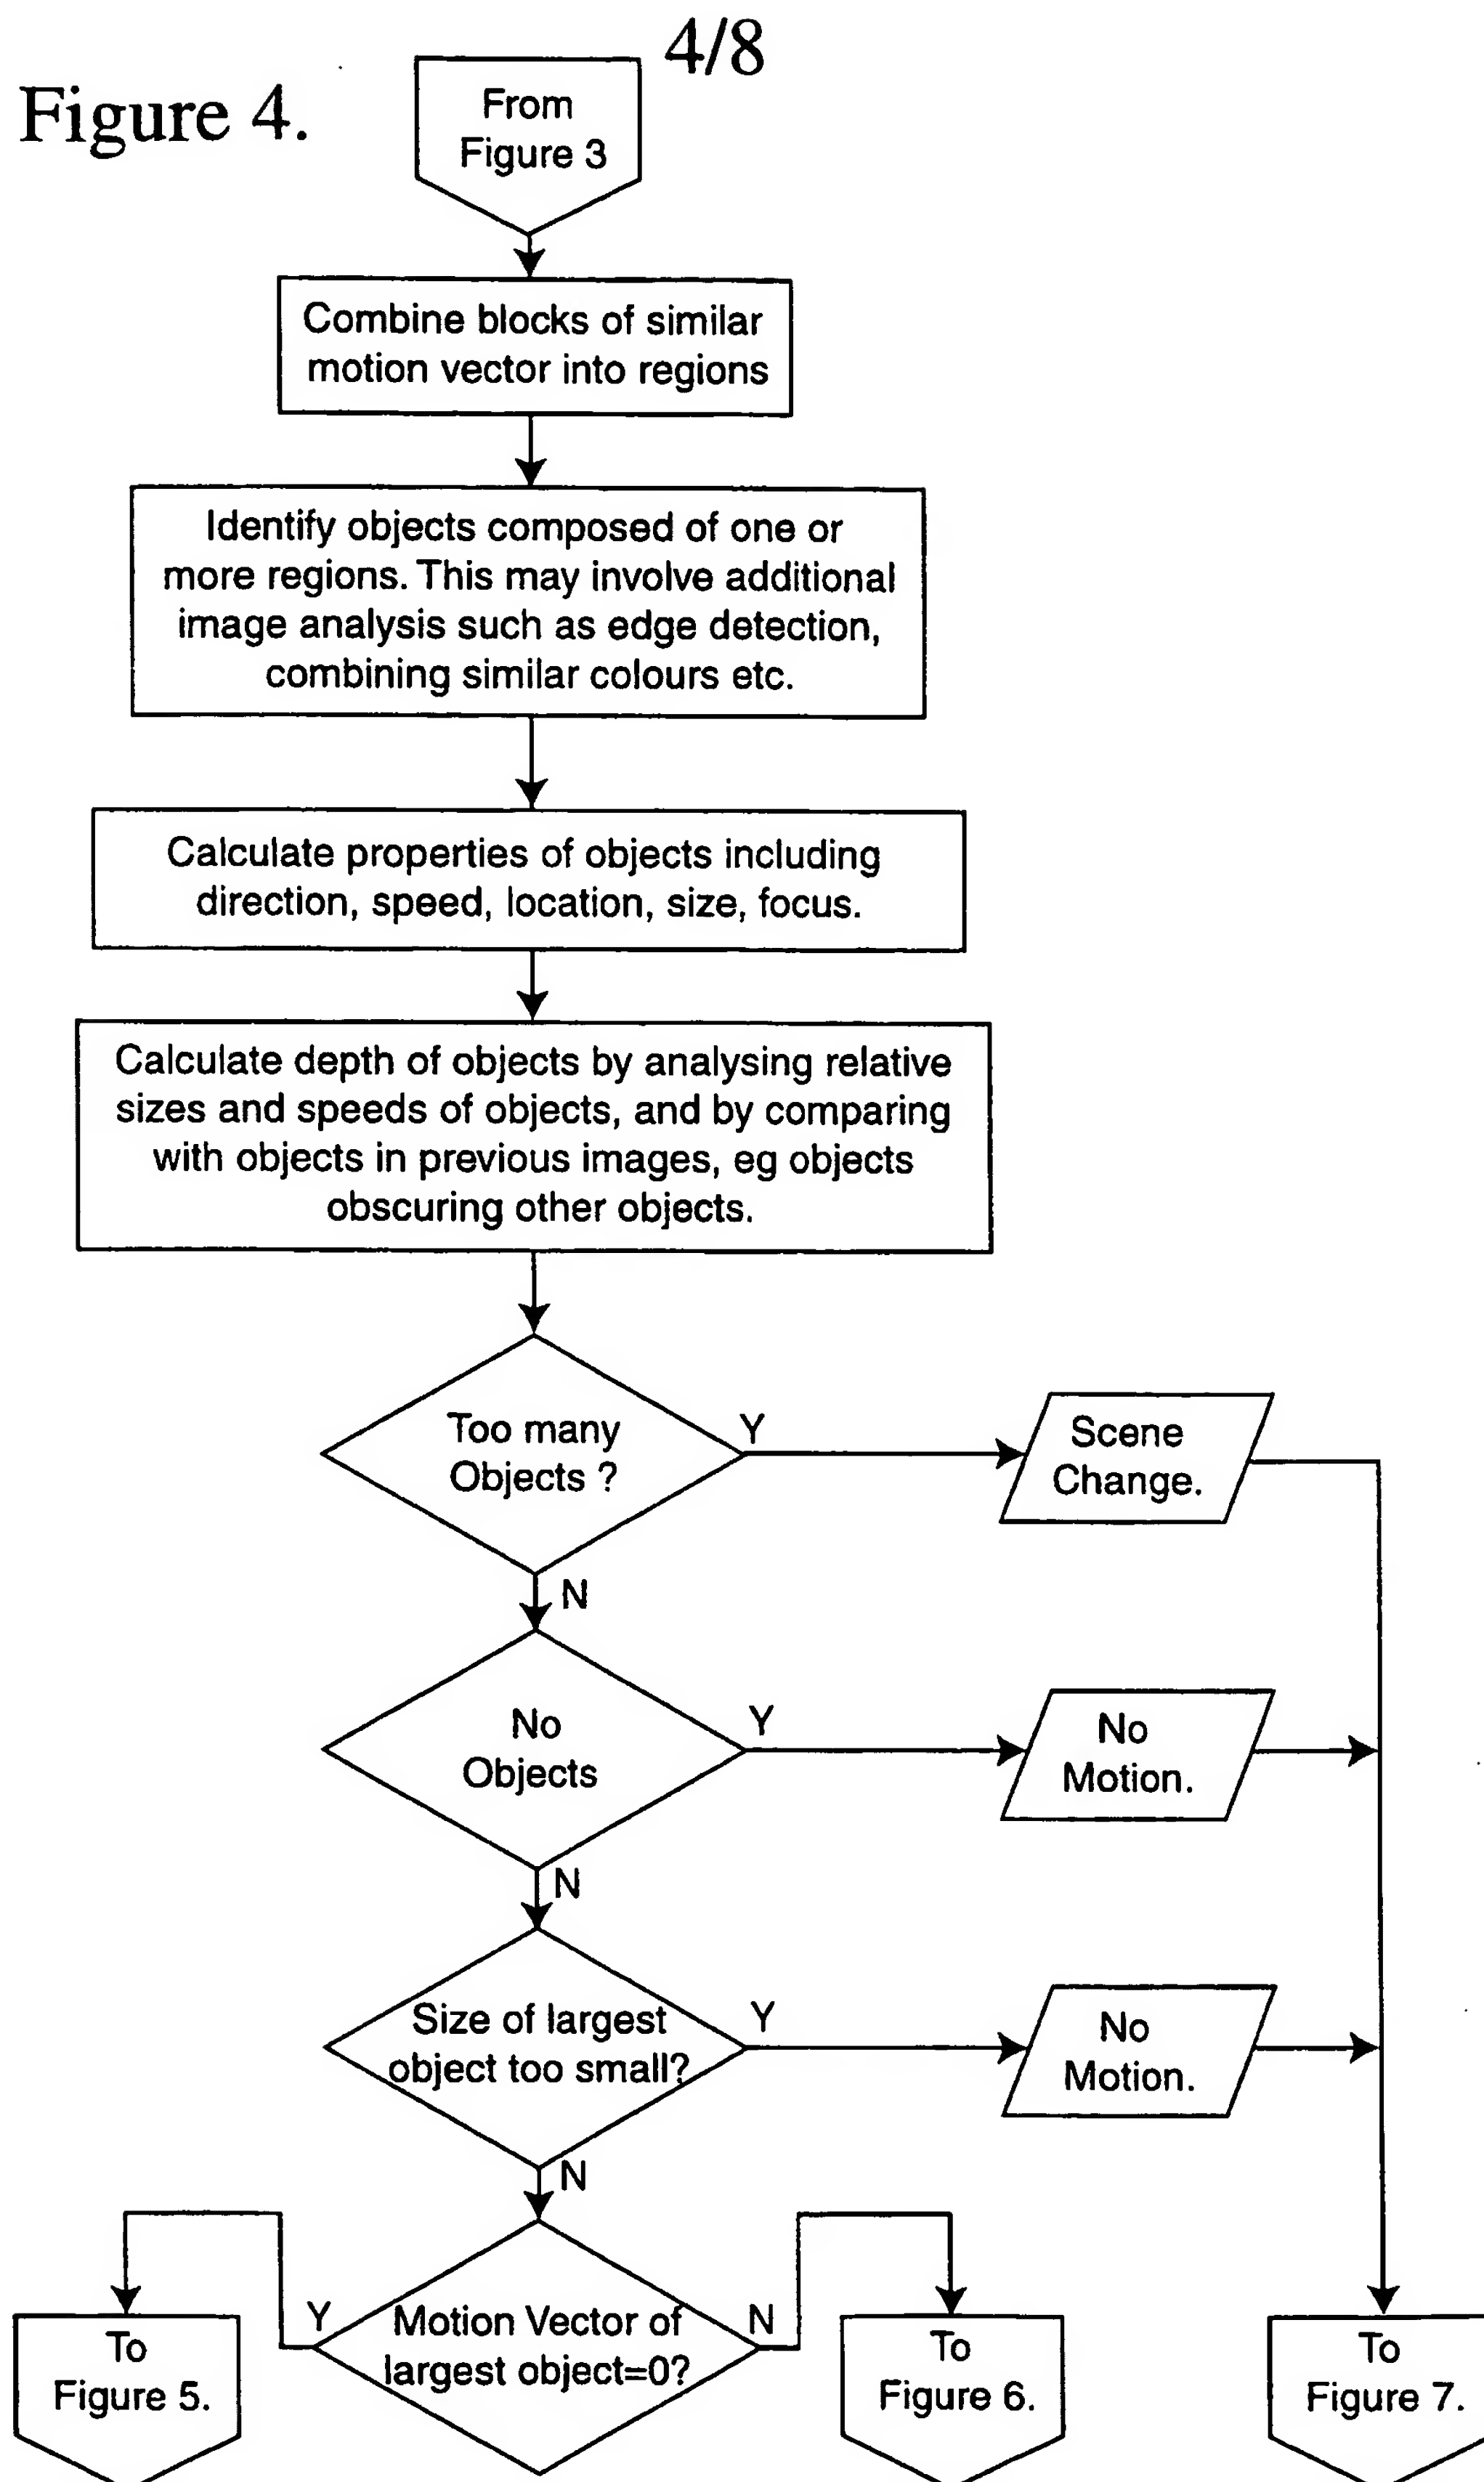 4/8
Figure 4.
From
Figure 3
Combine blocks of similar
motion vector into regions
Identify objects composed of one or
more regions. This may involve additional
image analysis such as edge detection,
combining similar colours etc.
Calculate properties of objects including
direction, speed, location, size, focus.
Calculate depth of objects by analysing relative
sizes and speeds of objects, and by comparing
with objects in previous images, eg objects
obscuring other objects.
Too many
Objects ?
Y
Scene
Change.
N
No
Objects
Y
No
Motion.
N
Size of largest
object too small?
Y
No
Motion.
N
Motion Vector of
largest object=0?
Y
N
To
Figure 5.
To
Figure 6.
To
Figure 7.